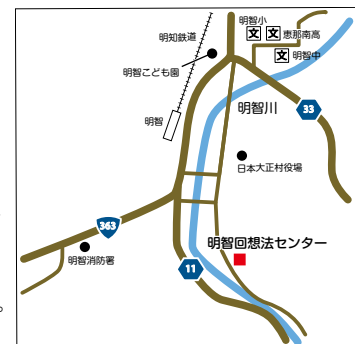 明智小
文 文 恵那南高
文 明智中
明知鉄道
明智こども園
明智川
33
明智
日本大正村役場
363
明智回想法センター
明智消防署
11